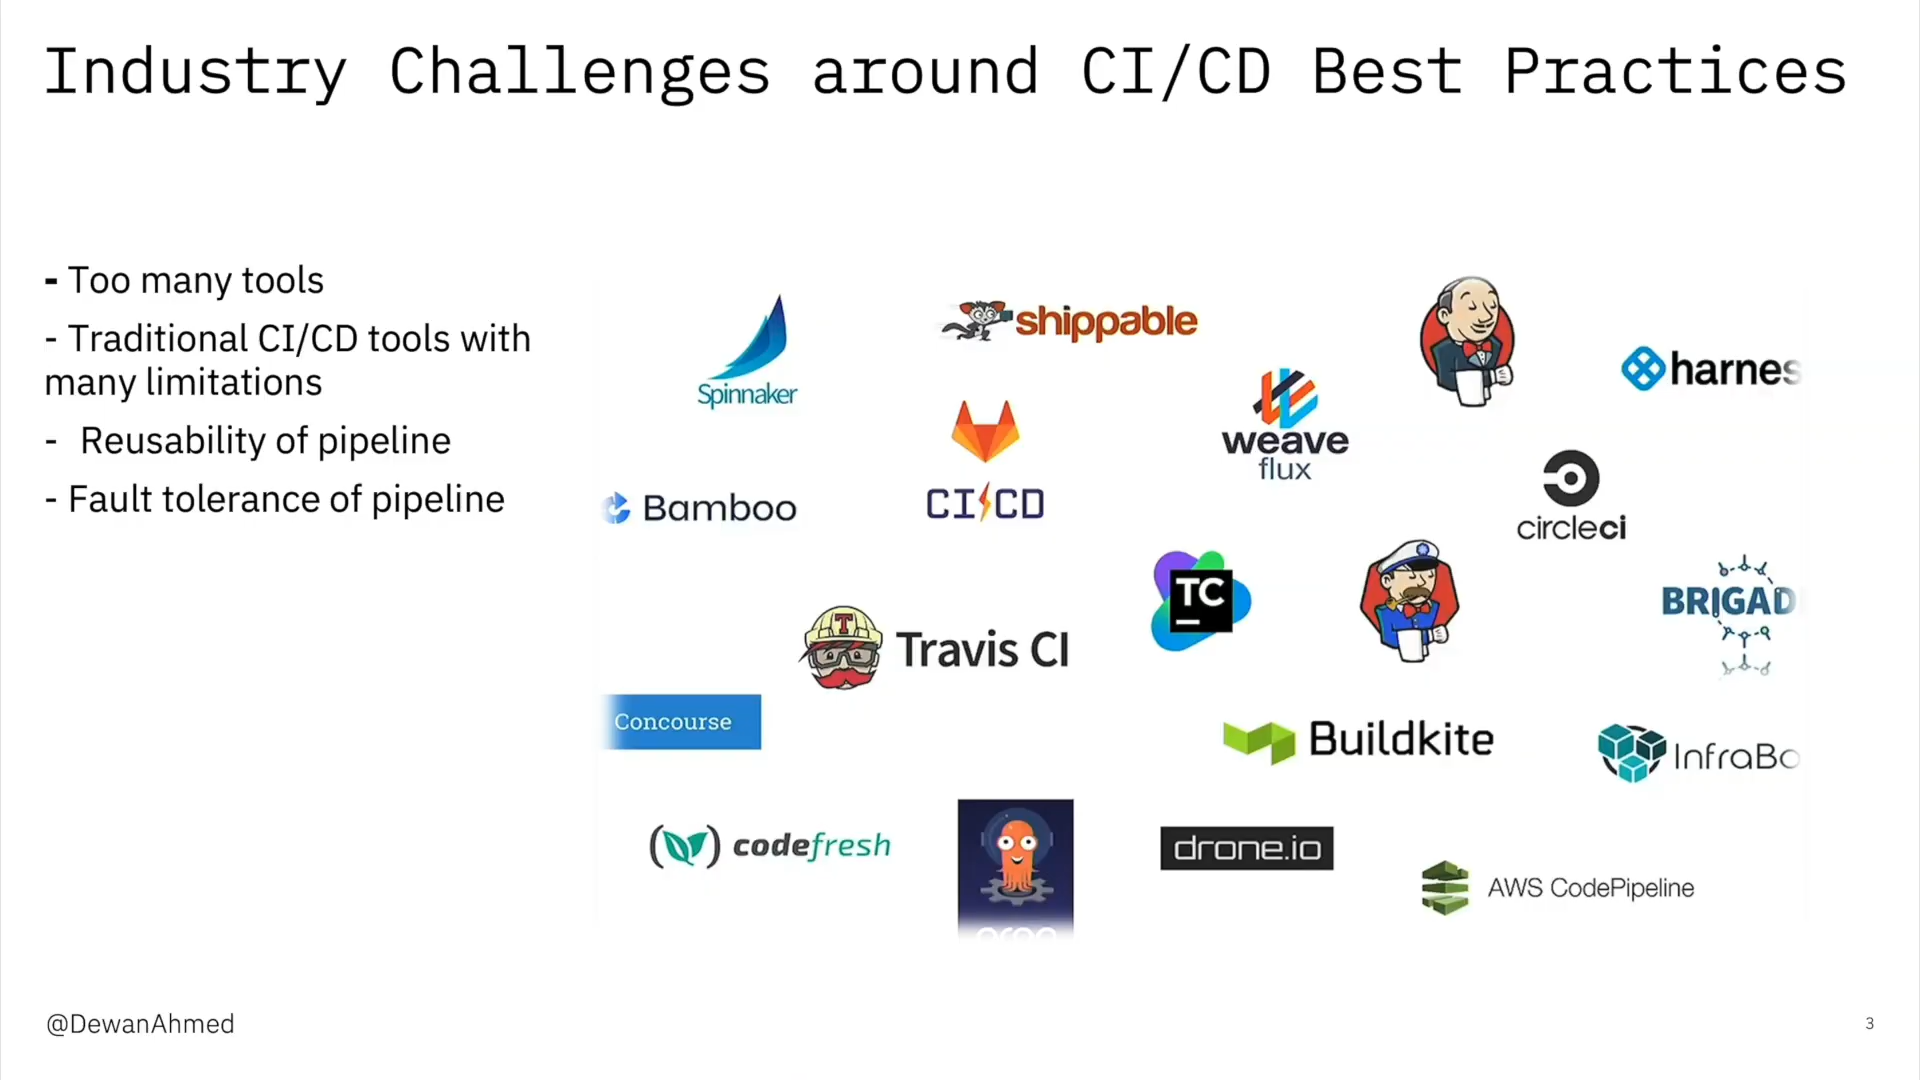 Industry Challenges around CI/CD Best Practices
- Too many tools
- Traditional CI/CD tools with
many limitations
- Reusability of pipeline
- Fault tolerance of pipeline
Spinnaker
shippable
harnes
weave
flux
Bamboo
CI/CD
circleci
TC
BRIGAD
T
Travis CI
Concourse
Buildkite
InfraBo
codefresh
drone.io
AWS CodePipeline
@DewanAhmed
3